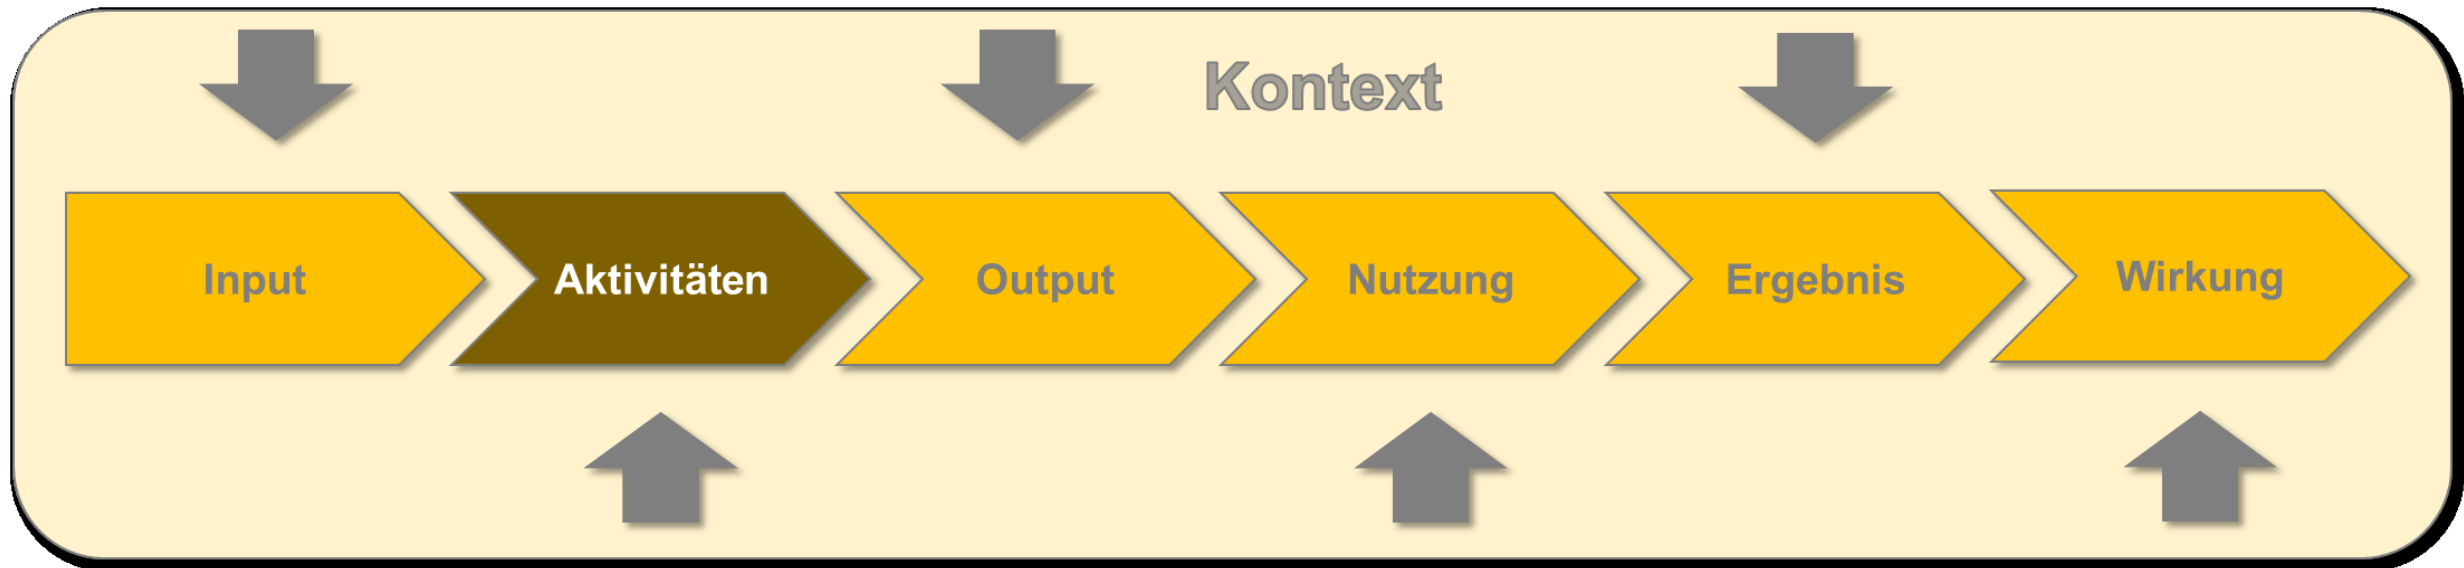 Kontext
Input
Aktivitäten
Output
Nutzung
Ergebnis
Wirkung